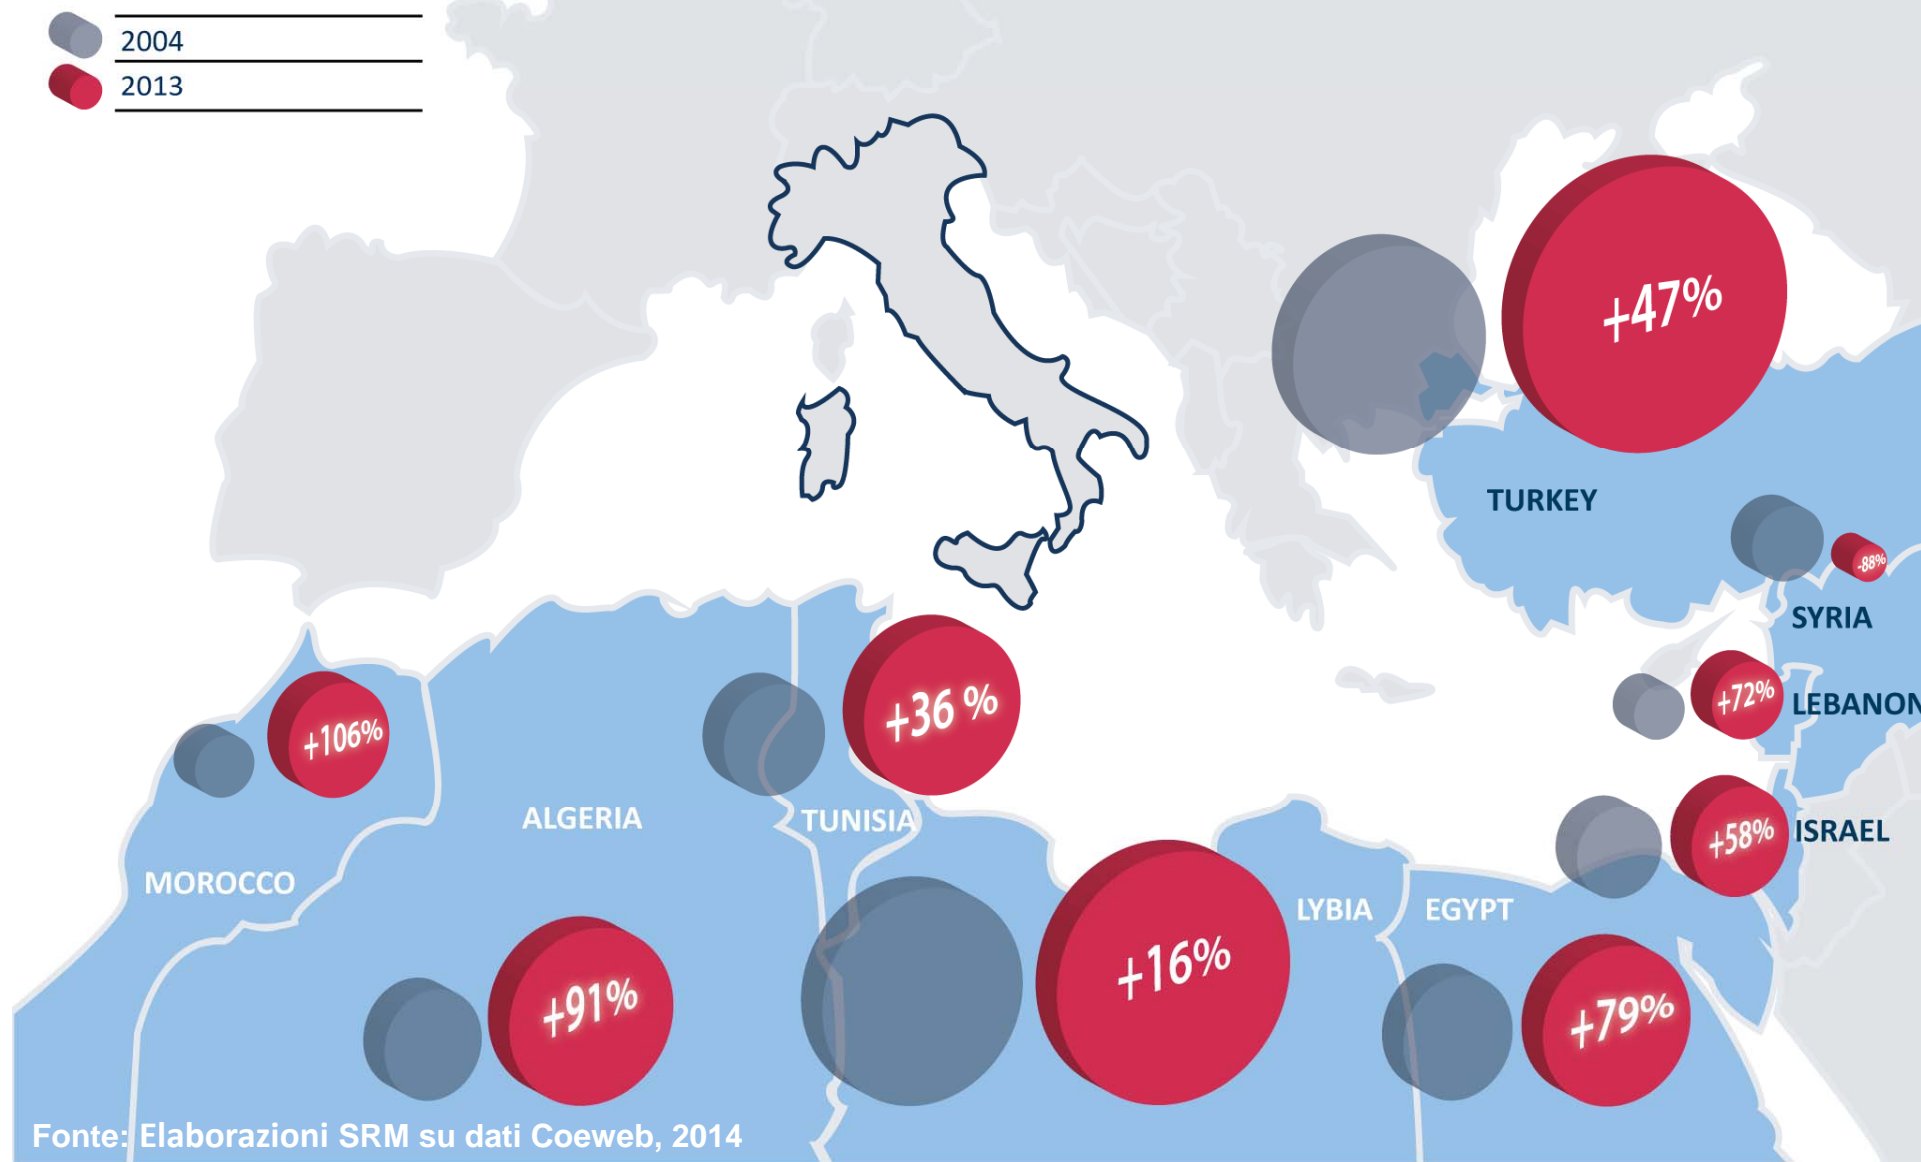 2004
2013
+47%
TURKEY
-88%
SYRIA
+72%
LEBANON
+106%
+36 %
ALGERIA
TUNISIA
+58%
ISRAEL
MOROCCO
LYBIA
EGYPT
+91%
+16%
+79%
Fonte: Elaborazioni SRM su dati Coeweb, 2014